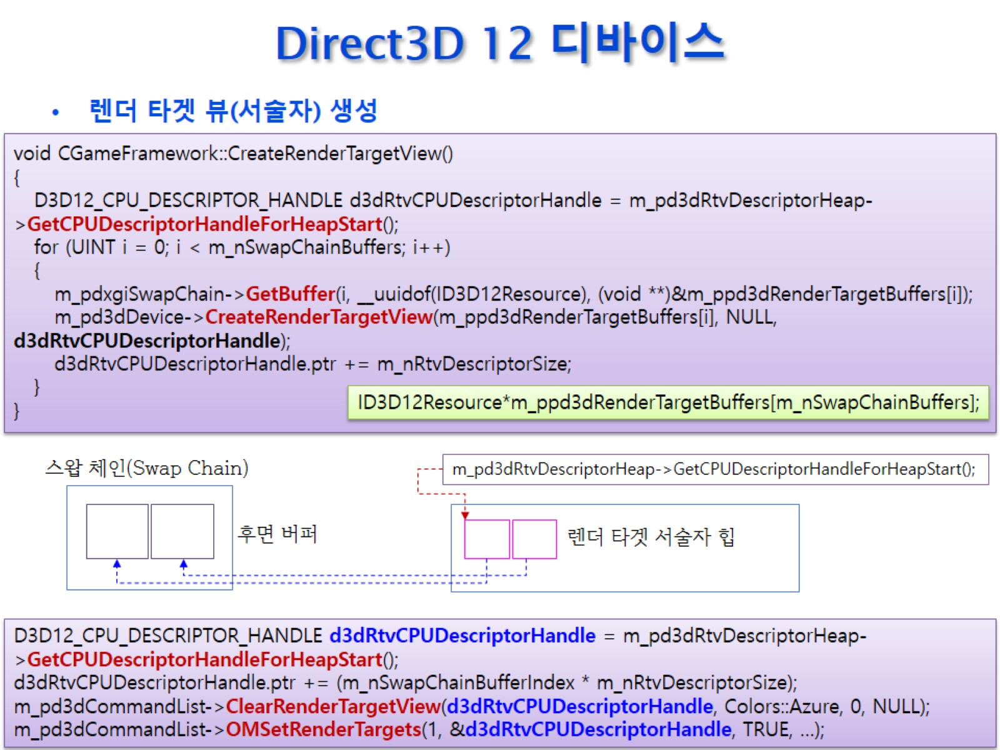 Direct3D 12 디바이스
• 렌더 타겟 뷰(서술자) 생성
void CGameFramework::CreateRenderTargetView()
{
D3D12_CPU_DESCRIPTOR_HANDLE d3dRtvCPUDescriptorHandle = m_pd3dRtvDescriptorHeap-
>GetCPUDescriptorHandleForHeapStart();
for (UINT i = 0; i < m_nSwapChainBuffers; i++)
{
m_pdxgiSwapChain->GetBuffer(i, __uuidof(ID3D12Resource), (void **)&m_ppd3dRenderTargetBuffers[i]);
m_pd3dDevice->CreateRenderTargetView(m_ppd3dRenderTargetBuffers[i], NULL,
d3dRtvCPUDescriptorHandle);
d3dRtvCPUDescriptorHandle.ptr += m_nRtvDescriptorSize;
}
}
ID3D12Resource*m_ppd3dRenderTargetBuffers[m_nSwapChainBuffers];
스왑 체인(Swap Chain)
m_pd3dRtvDescriptorHeap->GetCPUDescriptorHandleForHeapStart();
후면 버퍼
렌더 타겟 서술자 힙
D3D12_CPU_DESCRIPTOR_HANDLE d3dRtvCPUDescriptorHandle = m_pd3dRtvDescriptorHeap-
>GetCPUDescriptorHandleForHeapStart();
d3dRtvCPUDescriptorHandle.ptr += (m_nSwapChainBufferIndex * m_nRtvDescriptorSize);
m_pd3dCommandList->ClearRenderTargetView(d3dRtvCPUDescriptorHandle, Colors::Azure, 0, NULL);
m_pd3dCommandList->OMSetRenderTargets(1, &d3dRtvCPUDescriptorHandle, TRUE, ...);